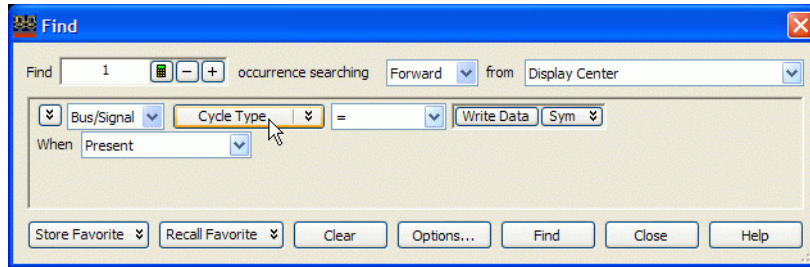 Find
Find 1 - + occurrence searching Forward from Display Center
Bus/Signal Cycle Type = Write Data Sym
When Present
Store Favorite Recall Favorite Clear Options... Find Close Help